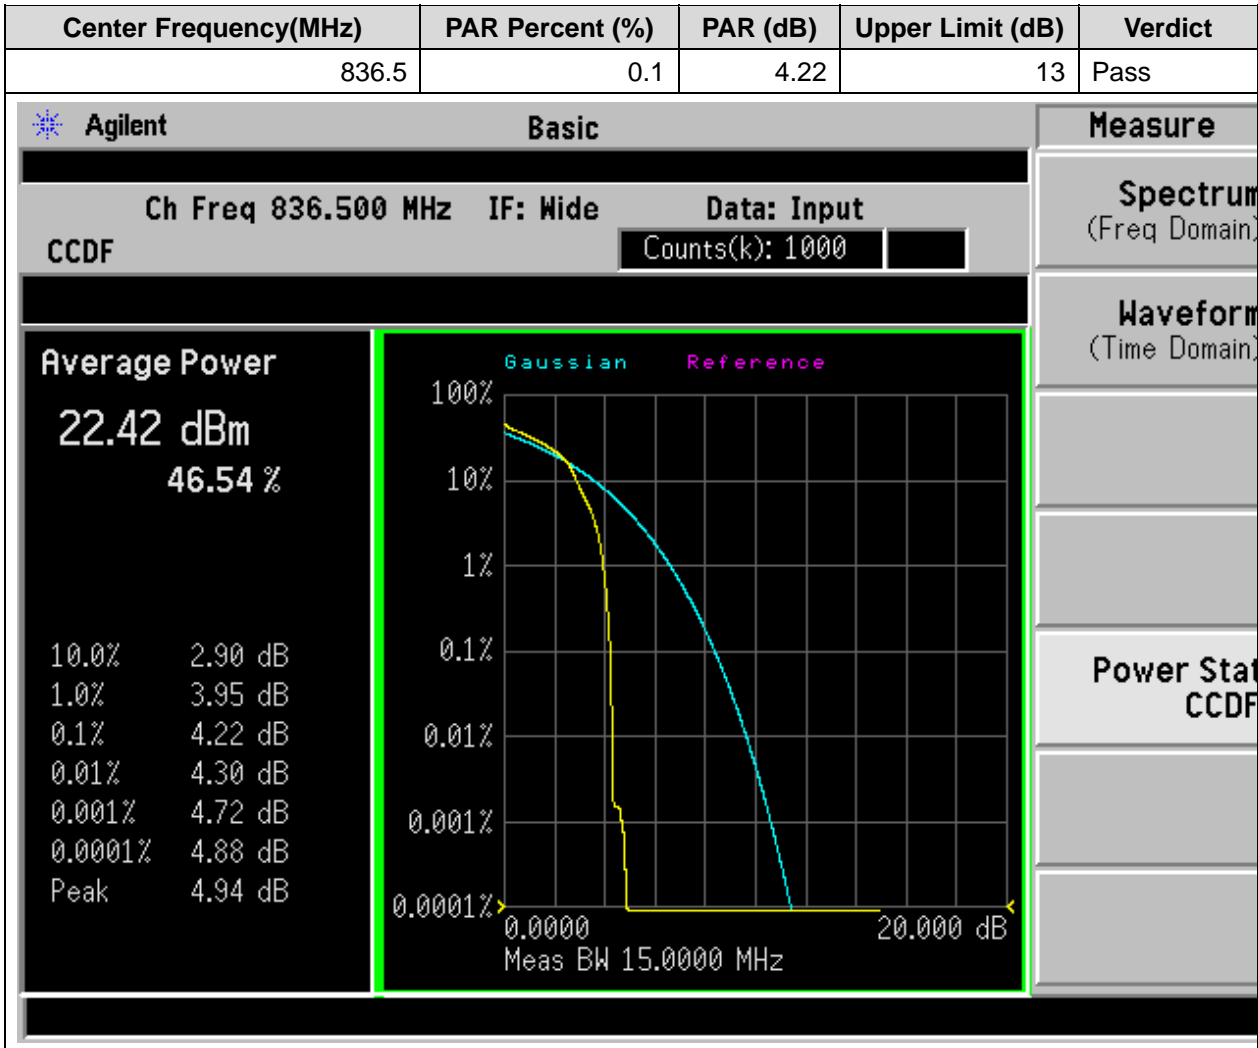 Center Frequency(MHz) PAR Percent (%) PAR (dB) Upper Limit (dB) Verdict
836.5 0.1 4.22 13 Pass
Agilent Basic Measure
Ch Freq 836.500 MHz IF: Wide Data: Input
CCDF Counts(k): 1000
Spectrum
(Freq Domain)
Waveform
(Time Domain)
Power Stat
CCDF
Average Power
22.42 dBm
46.54 %
10.0% 2.90 dB
1.0% 3.95 dB
0.1% 4.22 dB
0.01% 4.30 dB
0.001% 4.72 dB
0.0001% 4.88 dB
Peak 4.94 dB
Gaussian Reference
100%
10%
1%
0.1%
0.01%
0.001%
0.0001%
0.0000 20.000 dB
Meas BW 15.0000 MHz